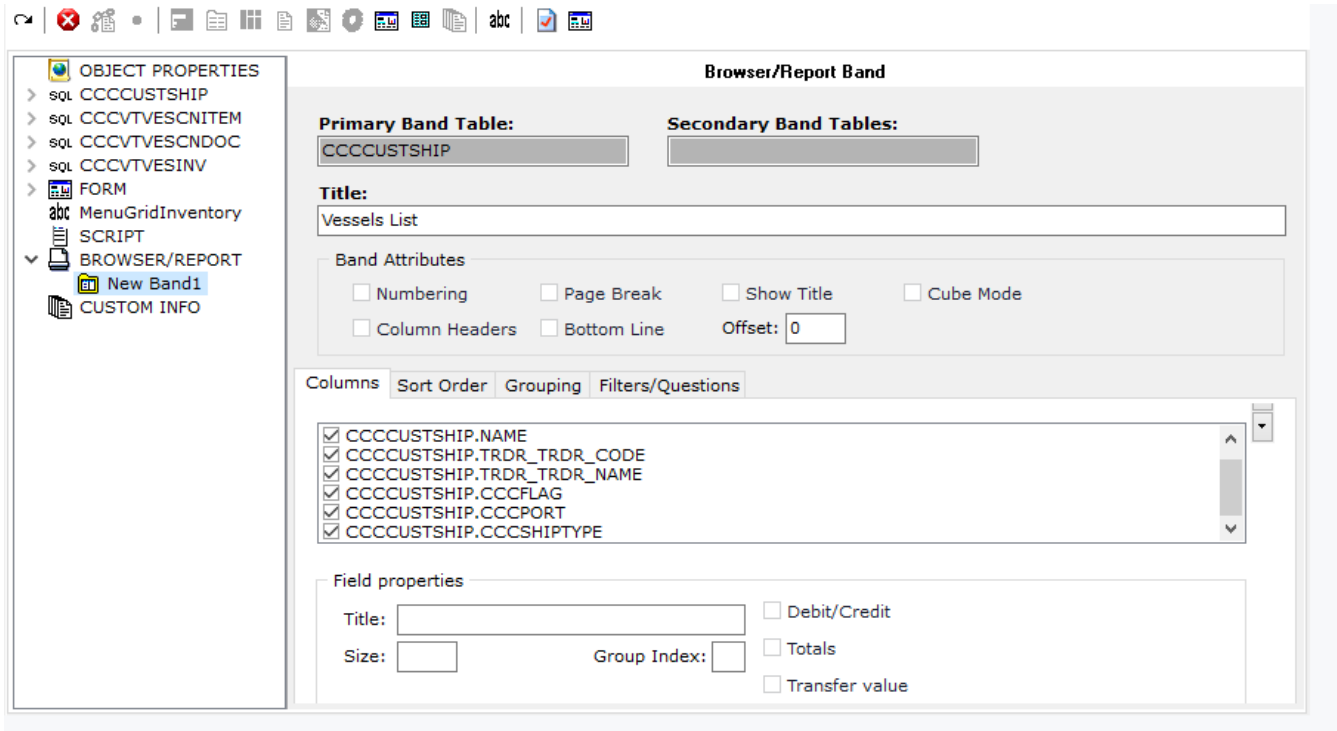 abc
OBJECT PROPERTIES
SQL CCCCUSTSHIP
SQL CCCVTVESCNITEM
SQL CCCVTVESCNDOC
SQL CCCVTVESINV
FORM
abc MenuGridInventory
SCRIPT
BROWSER/REPORT
New Band1
CUSTOM INFO
Browser/Report Band
Primary Band Table: Secondary Band Tables:
CCCCUSTSHIP
Title:
Vessels List
Band Attributes
Numbering Page Break Show Title Cube Mode
Column Headers Bottom Line Offset: 0
Columns Sort Order Grouping Filters/Questions
CCCCUSTSHIP.NAME
CCCCUSTSHIP.TRDR_TRDR_CODE
CCCCUSTSHIP.TRDR_TRDR_NAME
CCCCUSTSHIP.CCCFLAG
CCCCUSTSHIP.CCCPORT
CCCCUSTSHIP.CCCSHIPTYPE
Field properties
Title: Debit/Credit
Size: Group Index: Totals
Transfer value